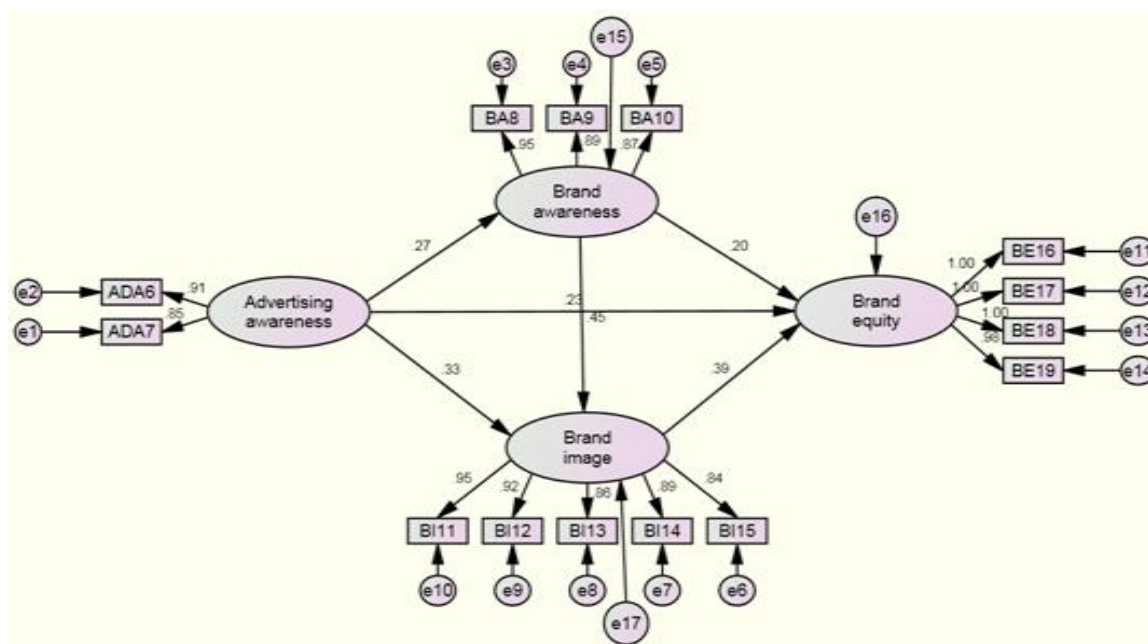 e15
e3
e4
e5
BA8
BA9
BA10
.95
.89
.87
Brand
awareness
e16
.27
.20
BE16
e11
1.00
e2
ADA6
.91
Advertising
awareness
.23
.45
Brand
equity
1.00
BE17
e12
e1
ADA7
.85
1.00
BE18
e13
.98
BE19
e14
.33
.39
Brand
image
.95
.92
.86
.89
.84
BI11
BI12
BI13
BI14
BI15
e10
e9
e8
e7
e6
e17